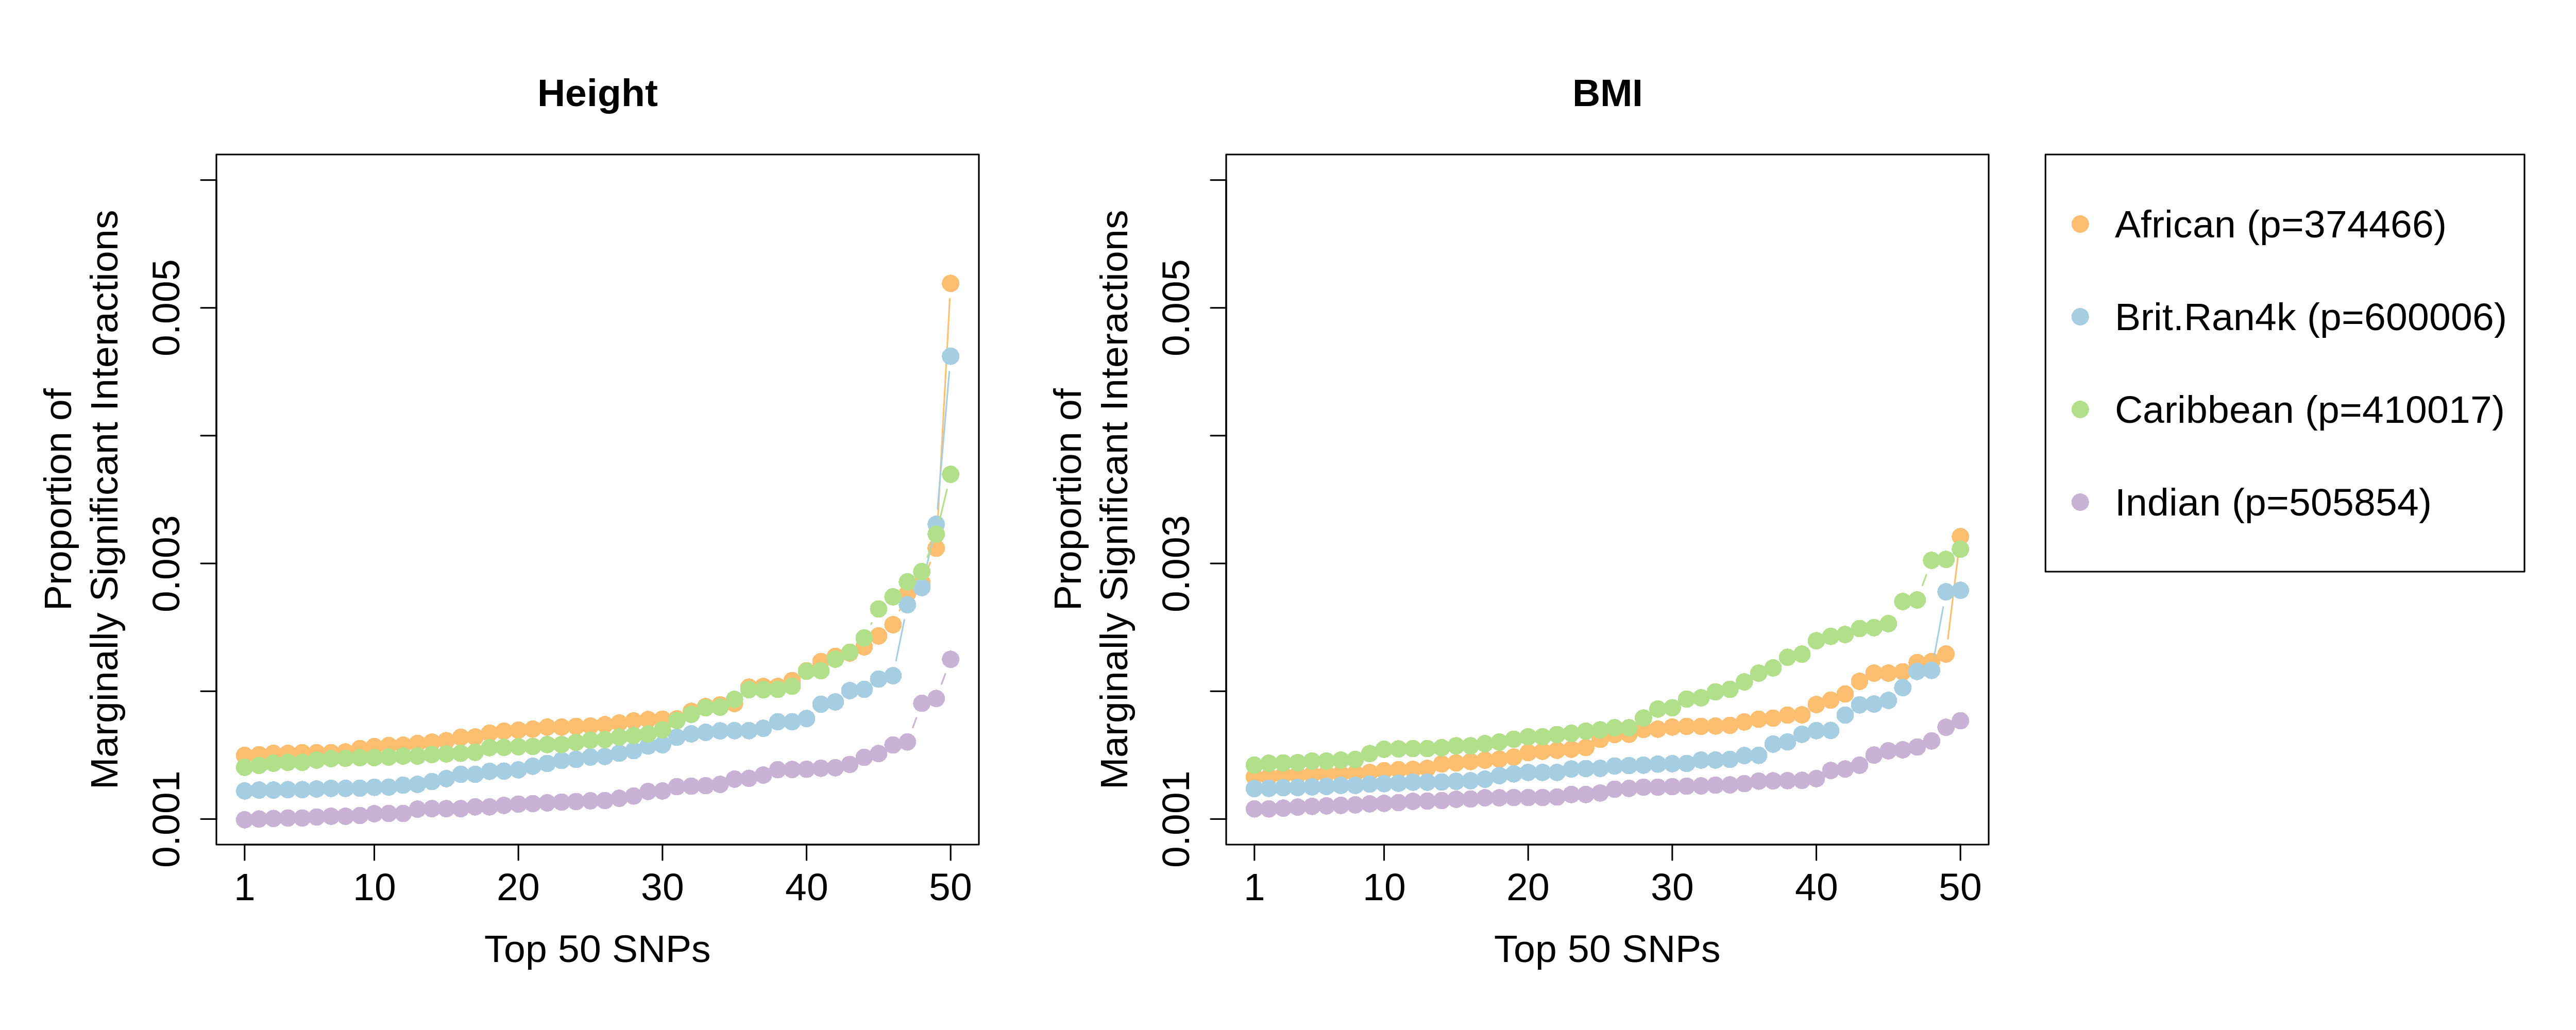 Height
Proportion of
Marginally Significant Interactions
0.005
0.003
0.001
1 10 20 30 40 50
Top 50 SNPs
BMI
Proportion of
Marginally Significant Interactions
0.005
0.003
0.001
1 10 20 30 40 50
Top 50 SNPs
African (p=374466)
Brit.Ran4k (p=600006)
Caribbean (p=410017)
Indian (p=505854)